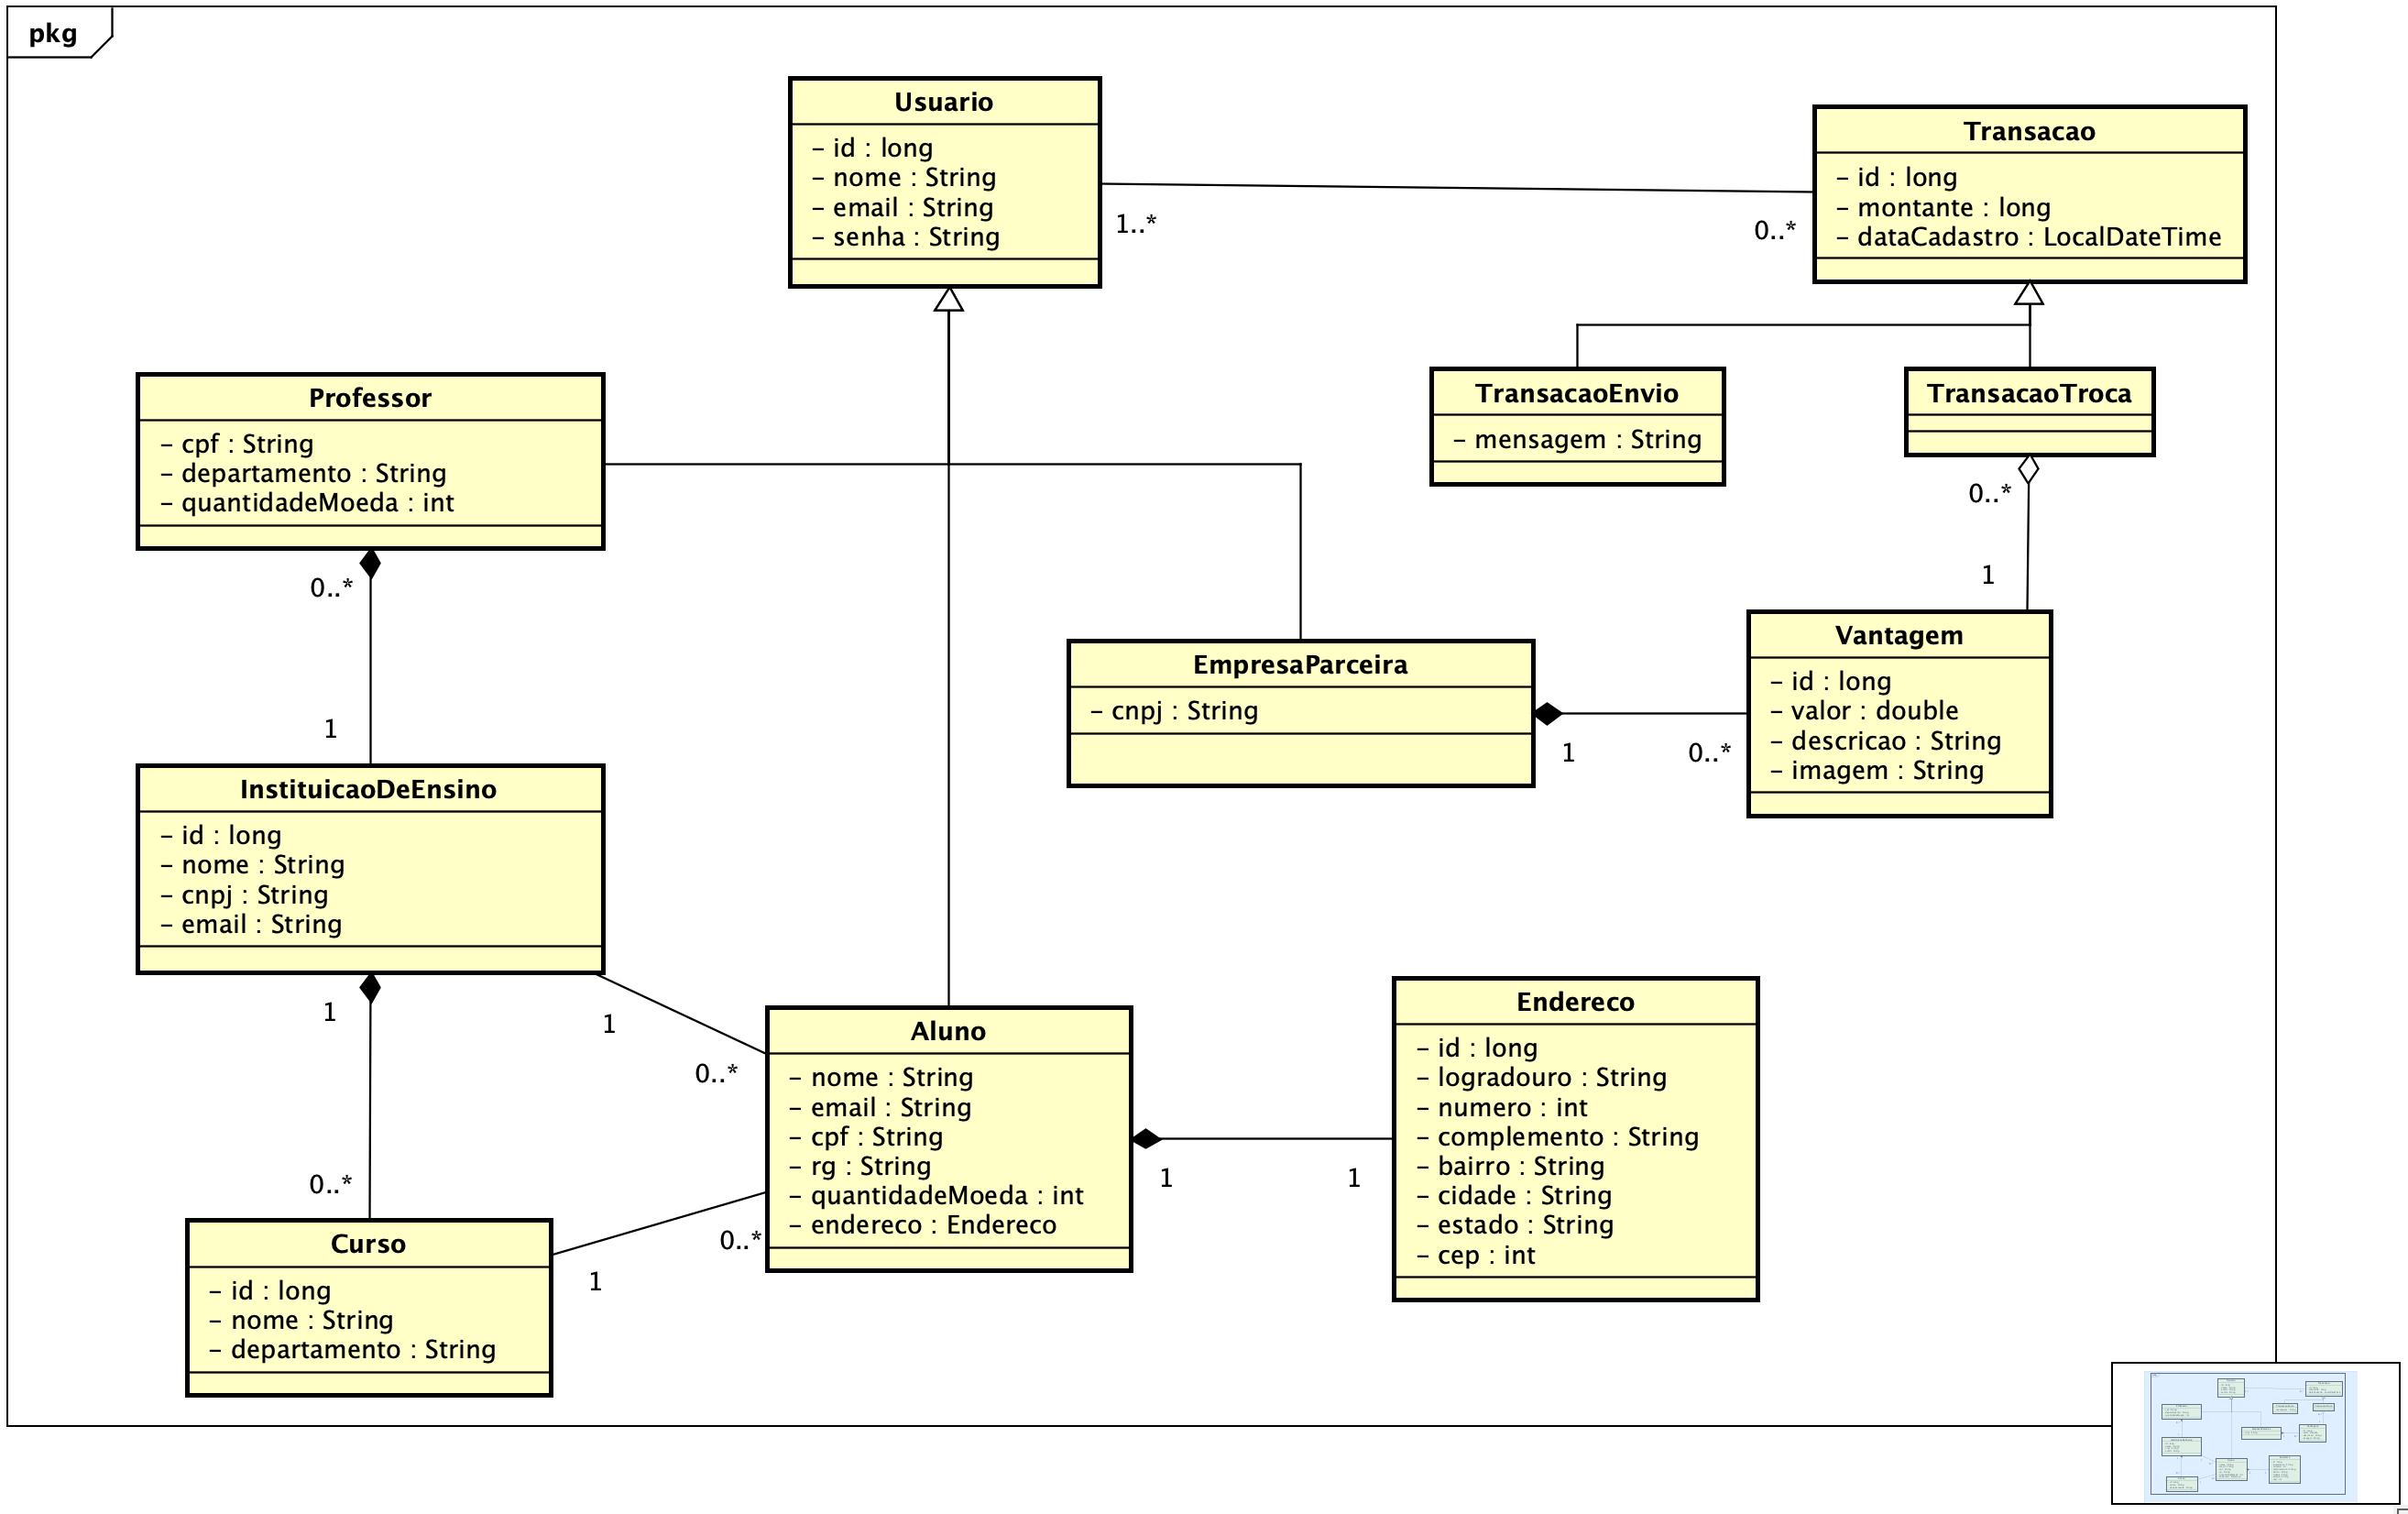 pkg
Usuario
- id : long
- nome : String
- email : String
- senha : String
1..*
0..*
Transacao
- id : long
- montante : long
- dataCadastro : LocalDateTime
Professor
- cpf : String
- departamento : String
- quantidadeMoeda : int
0..*
1
TransacaoEnvio
- mensagem : String
TransacaoTroca
0..*
1
EmpresaParceira
- cnpj : String
1
0..*
Vantagem
- id : long
- valor : double
- descricao : String
- imagem : String
InstituicaoDeEnsino
- id : long
- nome : String
- cnpj : String
- email : String
1
0..*
1
0..*
Aluno
- nome : String
- email : String
- cpf : String
- rg : String
- quantidadeMoeda : int
- endereco : Endereco
1
1
Endereco
- id : long
- logradouro : String
- numero : int
- complemento : String
- bairro : String
- cidade : String
- estado : String
- cep : int
Curso
- id : long
- nome : String
- departamento : String
1
0..*